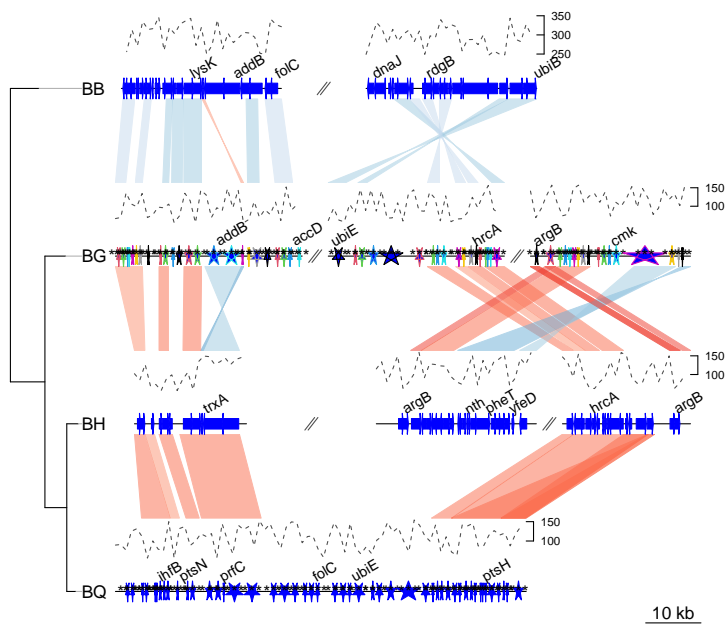 350
300
250
lysK addB folC dnaJ rdgB ubiB
BB
//
150
100
addB accD ubiE hrcA argB cmk
BG
// //
150
100
trxA argB nth pheT yfeD hrcA argB
BH
// //
150
100
ihfB ptsN prfC folC ubiE ptsH
BQ
10 kb